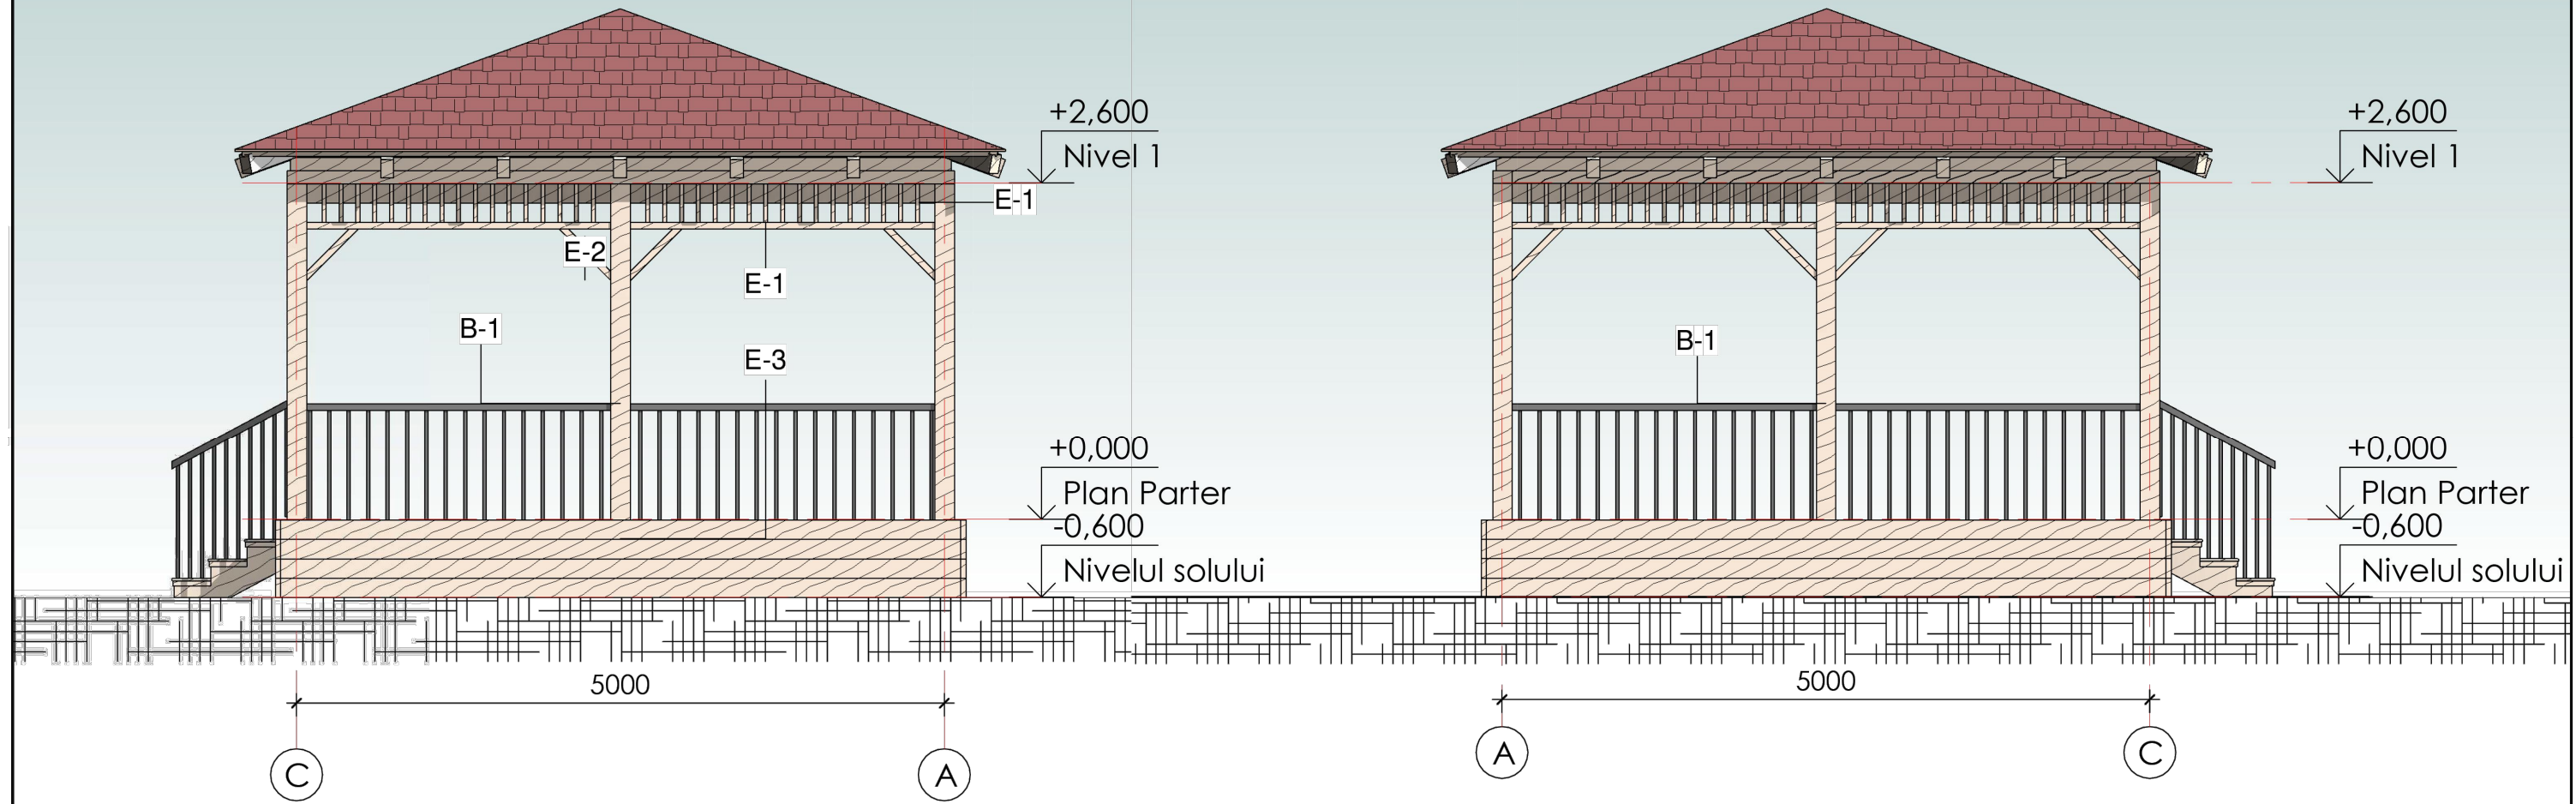 +2,600
Nivel 1
E-1
E-2
E-1
B-1
E-3
+0,000
Plan Parter
-0,600
Nivelul solului
5000
C
A
+2,600
Nivel 1
B-1
+0,000
Plan Parter
-0,600
Nivelul solului
5000
A
C